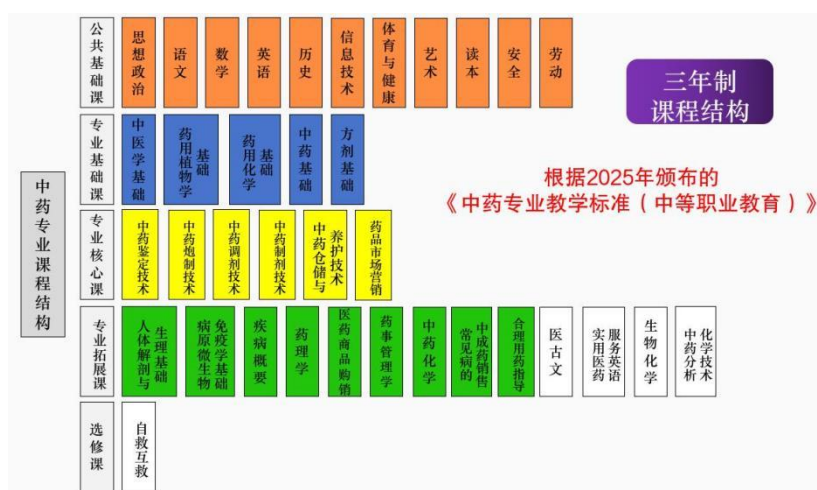 三年制
课程结构
根据2025年颁布的
《中药专业教学标准（中等职业教育）》
中药专业课程结构
公共基础课
思想政治
语文
数学
英语
历史
信息技术
体育与健康
艺术
读本
安全
劳动
专业基础课
中医学基础
药用植物学
基础
药用化学
基础
中药基础
方剂基础
专业核心课
中药鉴定技术
中药炮制技术
中药调剂技术
中药制剂技术
中药仓储与
养护技术
药品市场营销
专业拓展课
人体解剖与
生理基础
病原微生物
免疫学基础
疾病概要
药理学
医药商品购销
药事管理学
中药化学
常见病的
中成药销售
合理用药指导
医古文
实用医药
服务英语
生物化学
中药分析
化学技术
选修课
自救互救